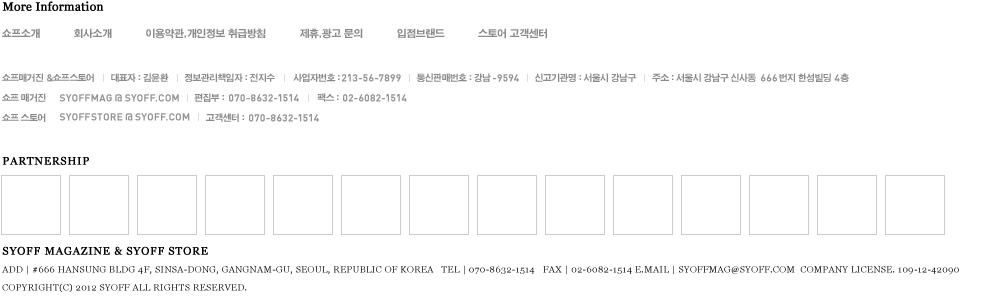 More Information
쇼프소개 회사소개 이용약관,개인정보 취급방침 제휴,광고 문의 입점브랜드 스토어 고객센터
쇼프매거진 &쇼프스토어 | 대표자 : 김윤환 | 정보관리책임자 : 전지수 | 사업자번호 : 213-56-7899 | 통신판매번호 : 강남 -9594 | 신고기관명 : 서울시 강남구 | 주소 : 서울시 강남구 신사동 666 번지 한성빌딩 4층
쇼프 매거진 SYOFFMAG @ SYOFF.COM | 편집부 : 070-8632-1514 | 팩스 : 02-6082-1514
쇼프 스토어 SYOFFSTORE @ SYOFF.COM | 고객센터 : 070-8632-1514
PARTNERSHIP
SYOFF MAGAZINE & SYOFF STORE
ADD | #666 HANSUNG BLDG 4F, SINSA-DONG, GANGNAM-GU, SEOUL, REPUBLIC OF KOREA TEL | 070-8632-1514 FAX | 02-6082-1514 E.MAIL | SYOFFMAG@SYOFF.COM COMPANY LICENSE. 109-12-42090
COPYRIGHT(C) 2012 SYOFF ALL RIGHTS RESERVED.